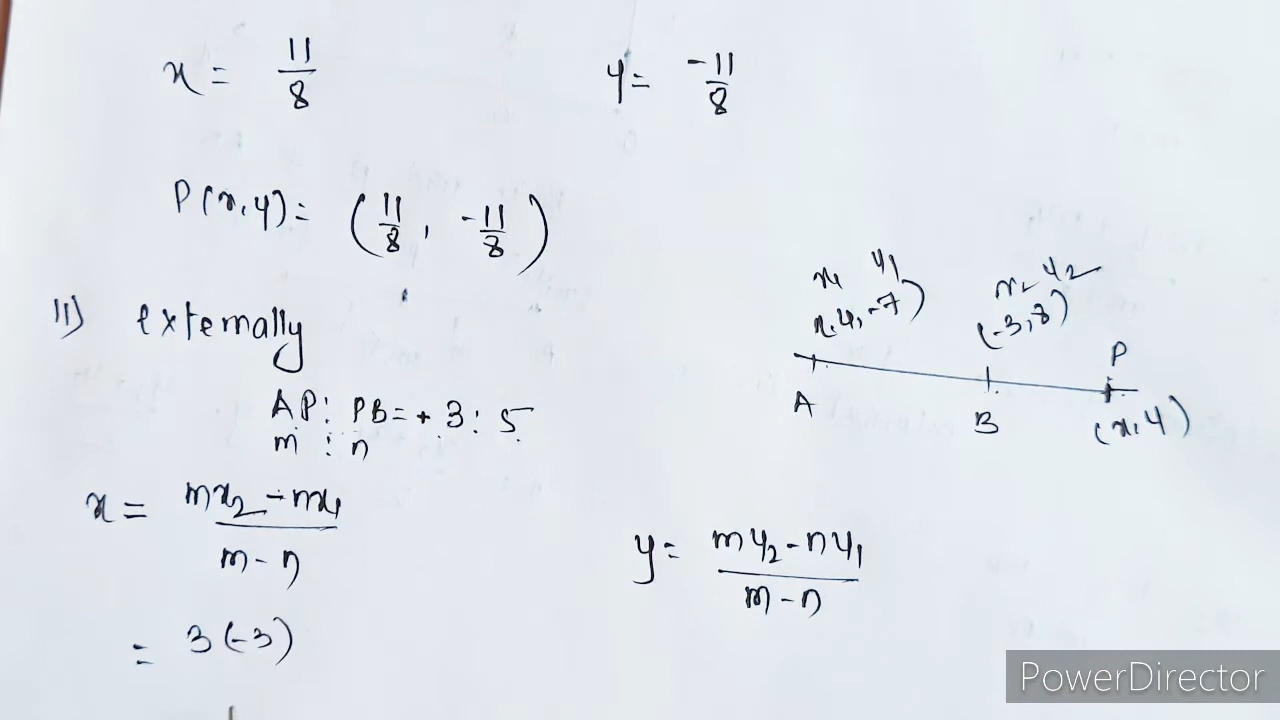 x = 11/8 y = -11/8
P(x,y) = (11/8, -11/8)
x1 y1 x2 y2
(4,-7) (-3,8)
II) externally
P
A B (x,y)
AP : PB = + 3 : 5
m : n
x = mx2 - nx1 / m - n
y = my2 - ny1 / m - n
= 3(-3)
PowerDirector